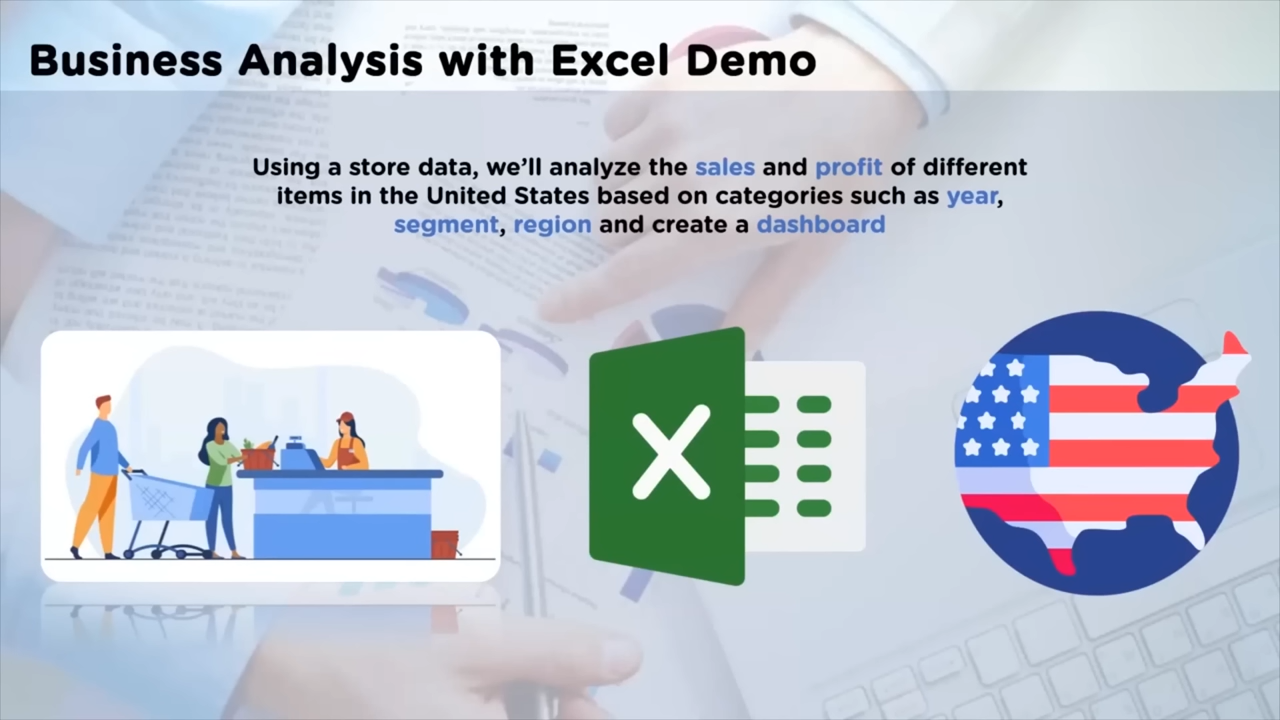 Business Analysis with Excel Demo
Using a store data, we'll analyze the sales and profit of different
items in the United States based on categories such as year,
segment, region and create a dashboard
X